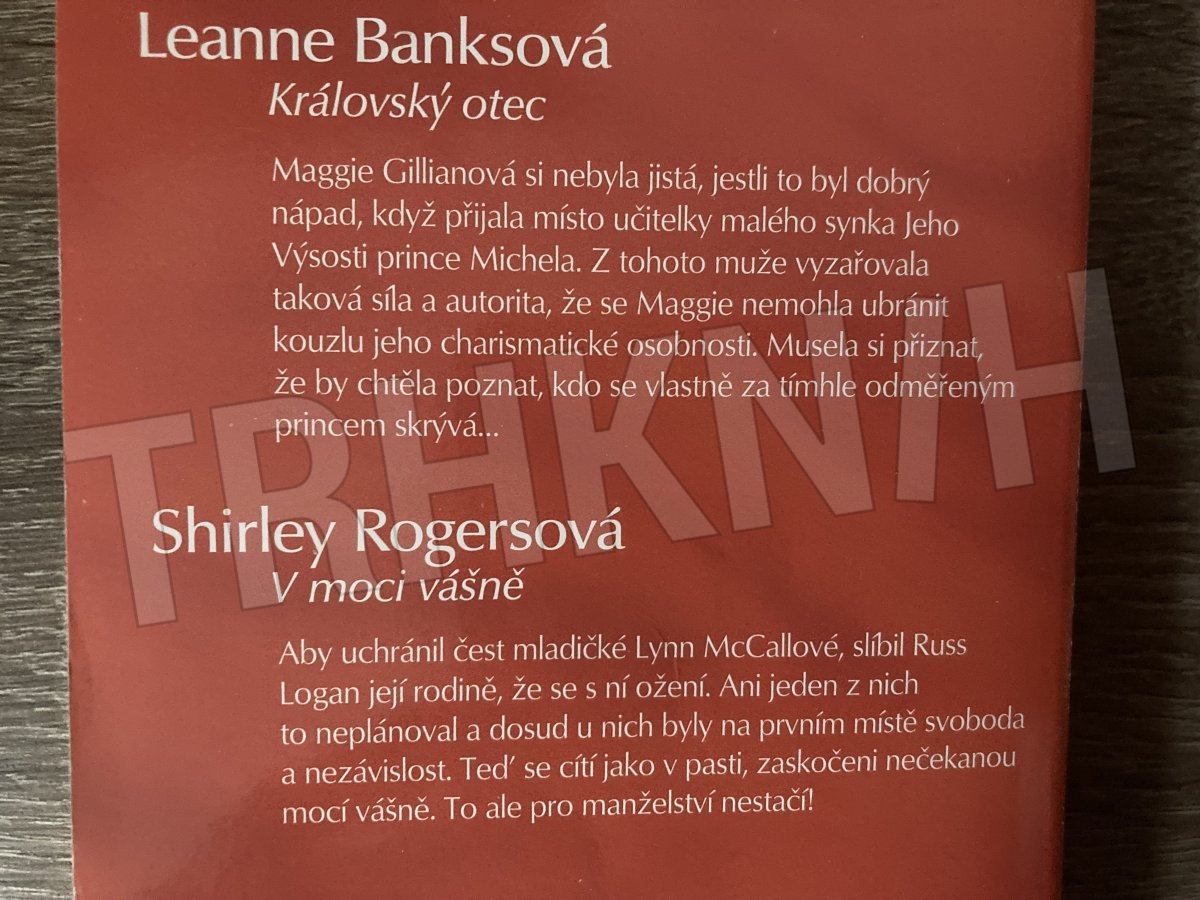 Leanne Banksová
Královský otec
Maggie Gillianová si nebyla jistá, jestli to byl dobrý
nápad, když přijala místo učitelky malého synka Jeho
Výsosti prince Michela. Z tohoto muže vyzařovala
taková síla a autorita, že se Maggie nemohla ubránit
kouzlu jeho charismatické osobnosti. Musela si přiznat,
že by chtěla poznat, kdo se vlastně za tímhle odměřeným
princem skrývá...
TRHKNIH
Shirley Rogersová
V moci vášně
Aby uchránil čest mladičké Lynn McCallové, slíbil Russ
Logan její rodině, že se s ní ožení. Ani jeden z nich
to neplánoval a dosud u nich byly na prvním místě svoboda
a nezávislost. Teď se cítí jako v pasti, zaskočeni nečekanou
mocí vášně. To ale pro manželství nestačí!